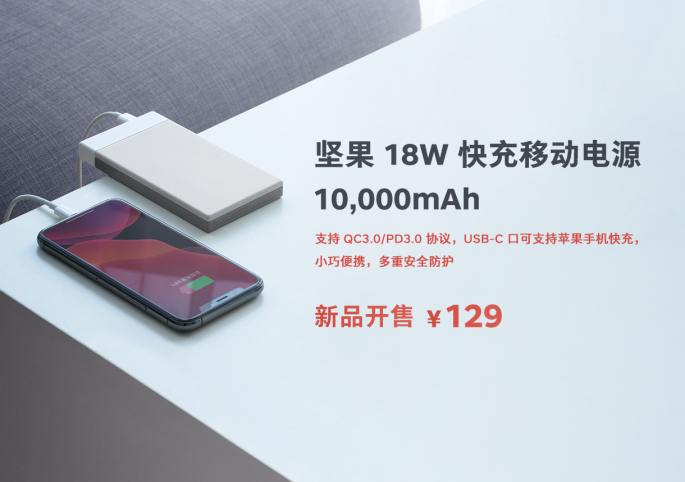 坚果 18W 快充移动电源
10,000mAh
支持 QC3.0/PD3.0 协议，USB-C 口可支持苹果手机快充，
小巧便携，多重安全防护
新品开售 ¥129